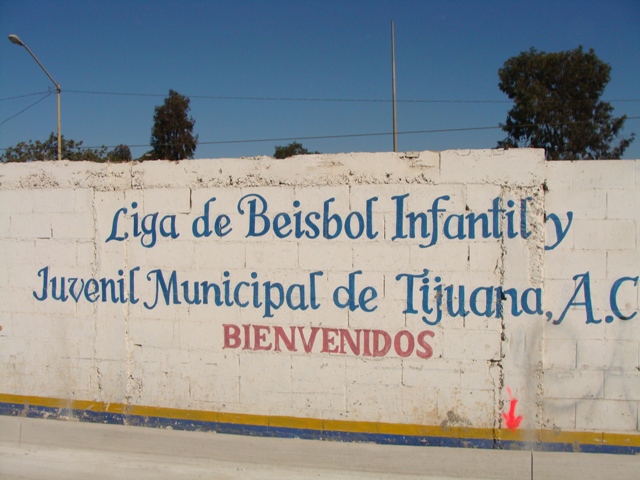 Liga de Beisbol Infantil y
Juvenil Municipal de Tijuana, A.C
BIENVENIDOS